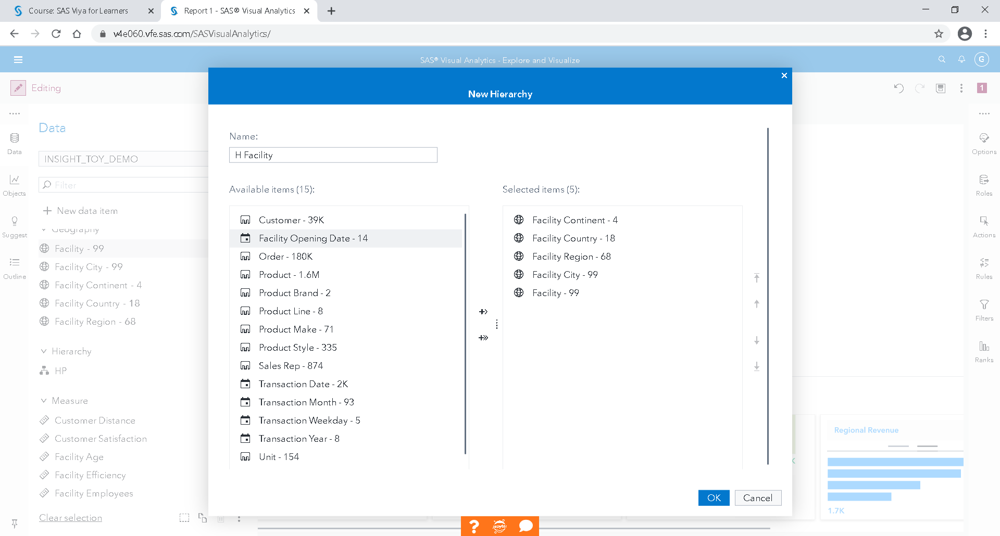 Course: SAS Viya for Learners
Report 1 - SAS® Visual Analytics
v4e060.vfe.sas.com/SASVisualAnalytics/
SAS® Visual Analytics - Explore and Visualize
G
Editing
1
New Hierarchy
Data
Data
INSIGHT_TOY_DEMO
Filter
New data item
Geography
Facility - 99
Facility City - 99
Facility Continent - 4
Facility Country - 18
Facility Region - 68
Hierarchy
HP
Measure
Customer Distance
Customer Satisfaction
Facility Age
Facility Efficiency
Facility Employees
Clear selection
Objects
Suggest
Outline
Name:
H Facility
Available items (15):
Customer - 39K
Facility Opening Date - 14
Order - 180K
Product - 1.6M
Product Brand - 2
Product Line - 8
Product Make - 71
Product Style - 335
Sales Rep - 874
Transaction Date - 2K
Transaction Month - 93
Transaction Weekday - 5
Transaction Year - 8
Unit - 154
Selected items (5):
Facility Continent - 4
Facility Country - 18
Facility Region - 68
Facility City - 99
Facility - 99
OK
Cancel
Options
Roles
Actions
Rules
Filters
Ranks
Regional Revenue
K
1.7K
?
jupyter